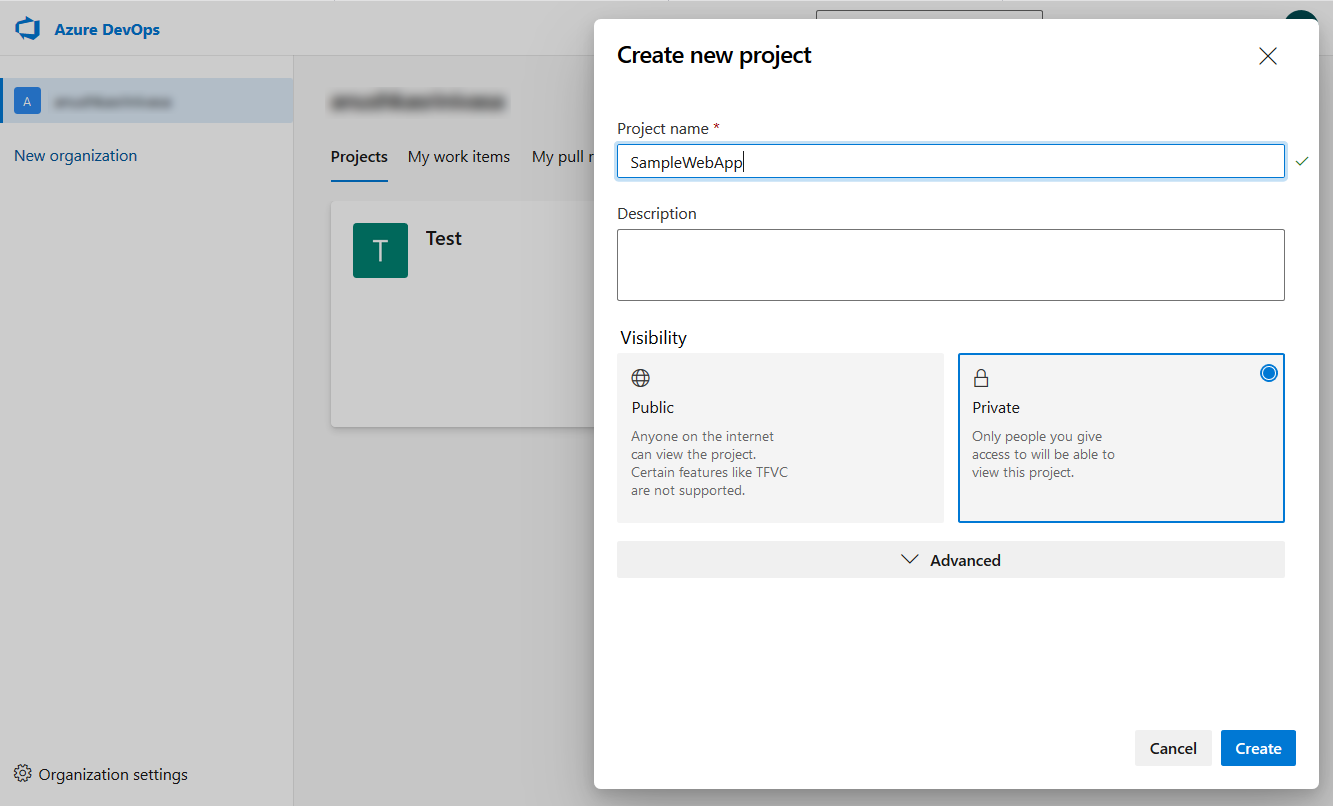 Azure DevOps
A
New organization
Projects My work items My pull r
T
Test
Organization settings
Create new project
Project name *
SampleWebApp
Description
Visibility
Public
Anyone on the internet
can view the project.
Certain features like TFVC
are not supported.
Private
Only people you give
access to will be able to
view this project.
Advanced
Cancel Create